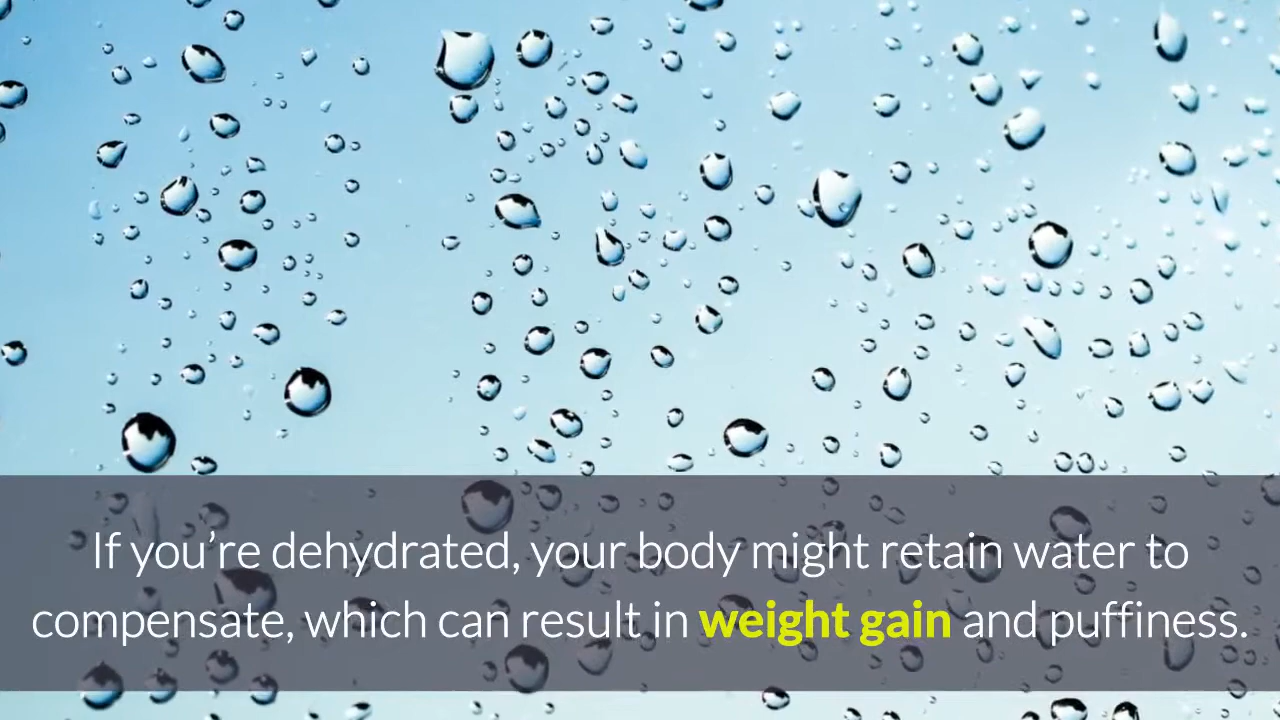 If you’re dehydrated, your body might retain water to
compensate, which can result in weight gain and puffiness.